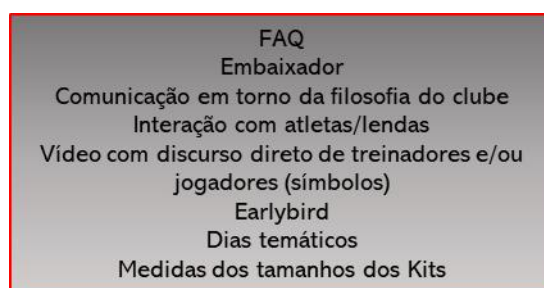 FAQ
Embaixador
Comunicação em torno da filosofia do clube
Interação com atletas/lendas
Vídeo com discurso direto de treinadores e/ou
jogadores (símbolos)
Earlybird
Dias temáticos
Medidas dos tamanhos dos Kits